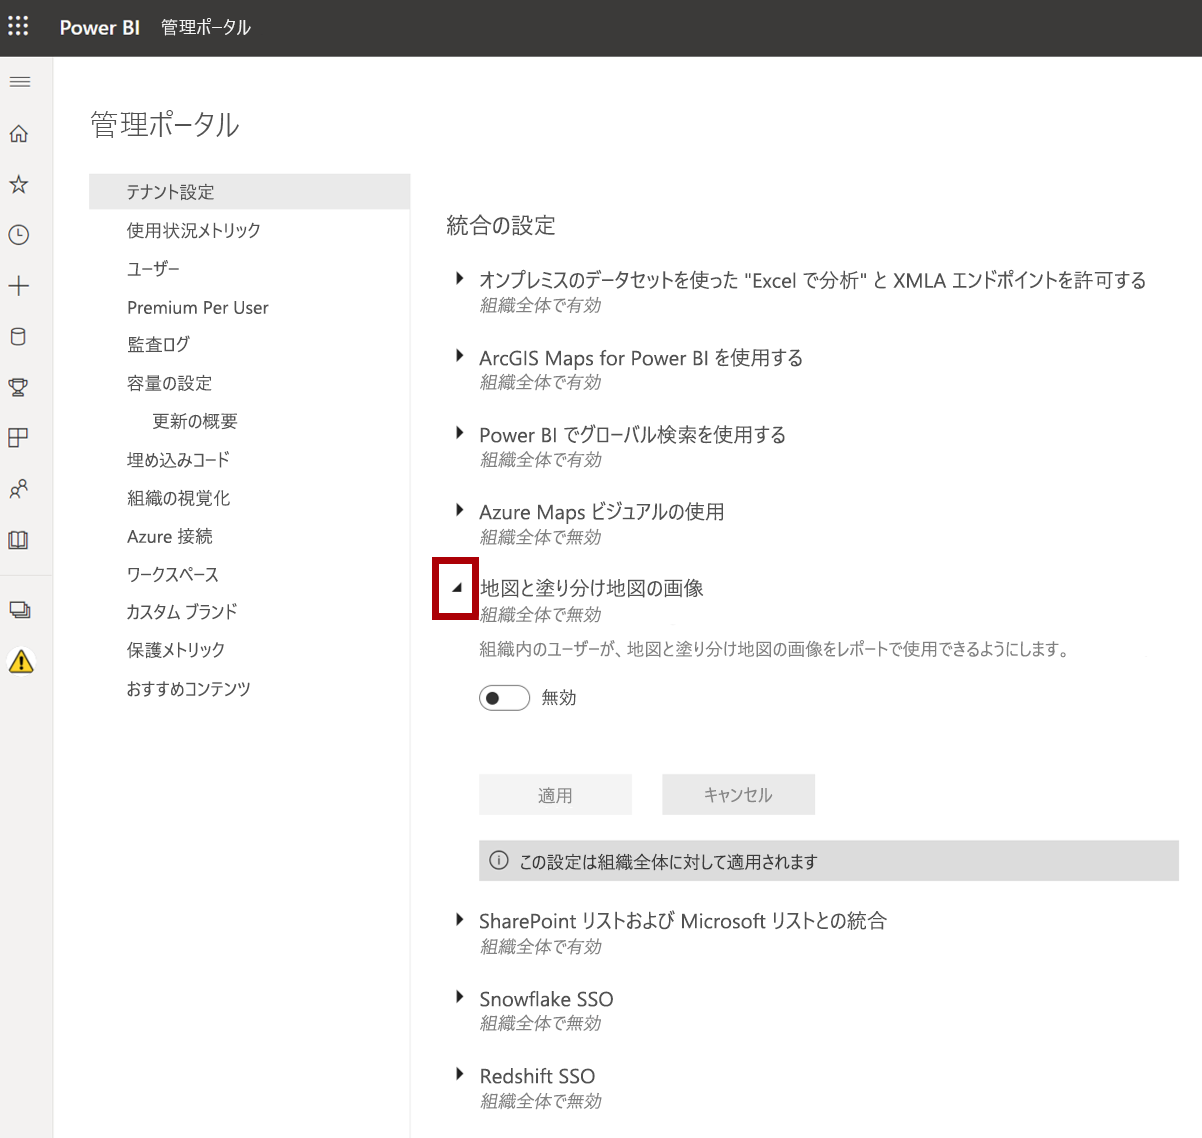 Power BI 管理ポータル
管理ポータル
テナント設定
使用状況メトリック
ユーザー
Premium Per User
監査ログ
容量の設定
更新の概要
埋め込みコード
組織の視覚化
Azure 接続
ワークスペース
カスタム ブランド
保護メトリック
おすすめコンテンツ
統合の設定
オンプレミスのデータセットを使った "Excel で分析" と XMLA エンドポイントを許可する
組織全体で有効
ArcGIS Maps for Power BI を使用する
組織全体で有効
Power BI でグローバル検索を使用する
組織全体で有効
Azure Maps ビジュアルの使用
組織全体で無効
地図と塗り分け地図の画像
組織全体で無効
組織内のユーザーが、地図と塗り分け地図の画像をレポートで使用できるようにします。
無効
適用 キャンセル
この設定は組織全体に対して適用されます
SharePoint リストおよび Microsoft リストとの統合
組織全体で有効
Snowflake SSO
組織全体で無効
Redshift SSO
組織全体で無効